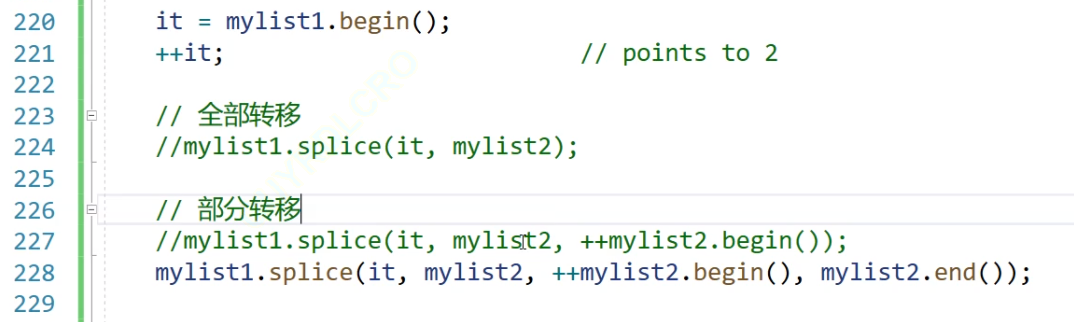 220 it = mylist1.begin();
221 ++it; // points to 2
222
223 // 全部转移
224 //mylist1.splice(it, mylist2);
225
226 // 部分转移
227 //mylist1.splice(it, mylist2, ++mylist2.begin());
228 mylist1.splice(it, mylist2, ++mylist2.begin(), mylist2.end());
229